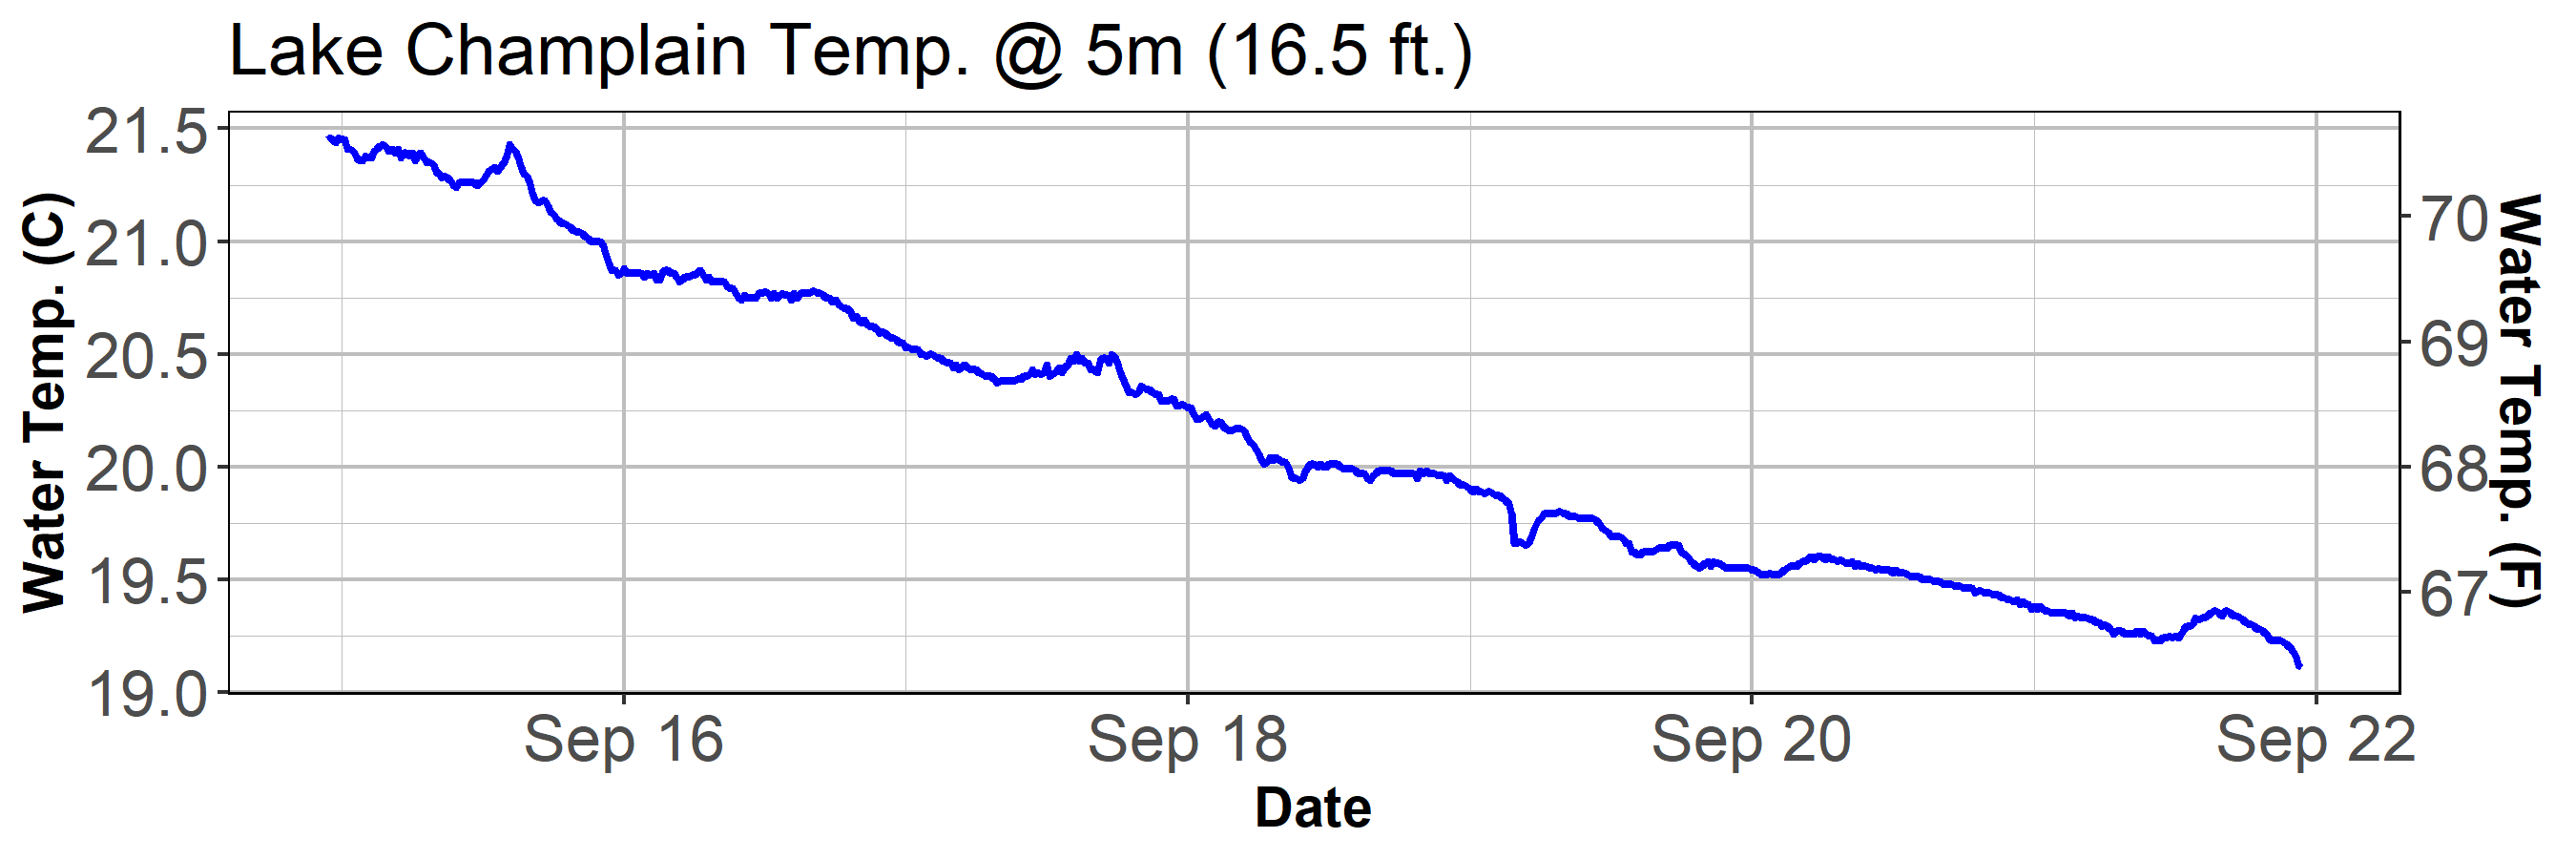 Lake Champlain Temp. @ 5m (16.5 ft.)
Water Temp. (C)
21.5
21.0
20.5
20.0
19.5
19.0
70
69
68
67
Water Temp. (F)
Sep 16
Sep 18
Sep 20
Sep 22
Date